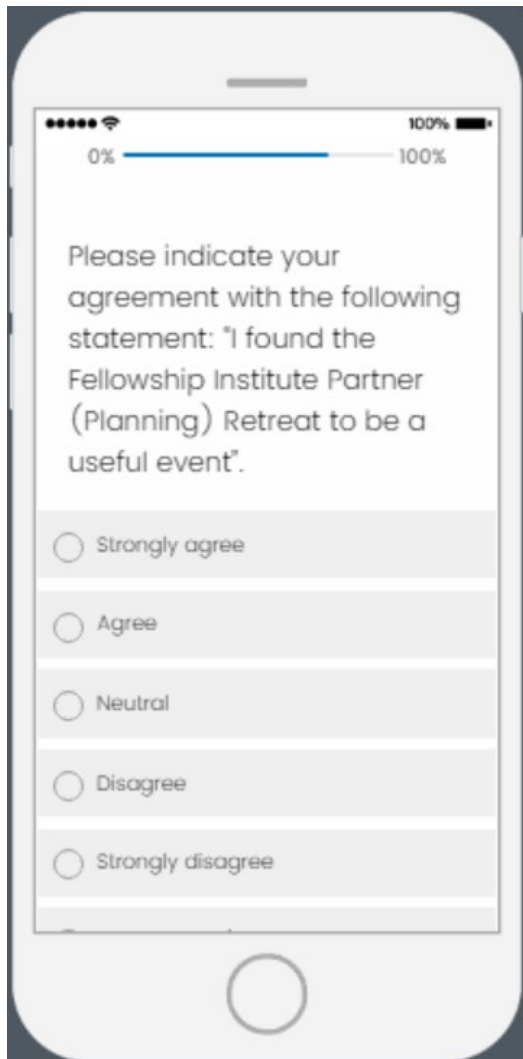 100%
0% 100%
Please indicate your
agreement with the following
statement: "I found the
Fellowship Institute Partner
(Planning) Retreat to be a
useful event".
Strongly agree
Agree
Neutral
Disagree
Strongly disagree